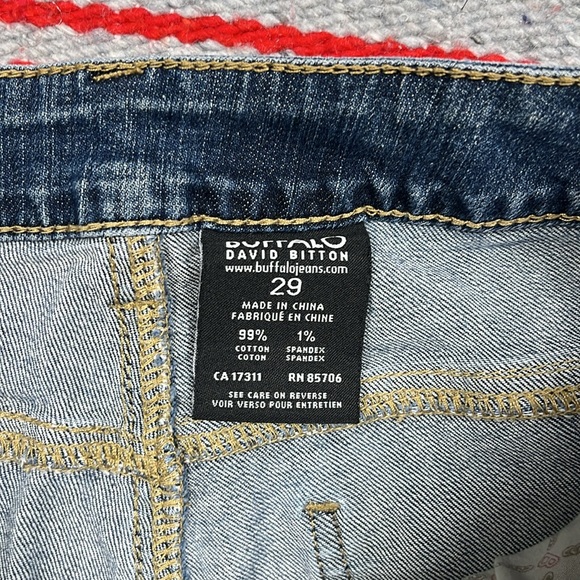 BUFFALO
DAVID BITTON
www.buffalojeans.com
29
MADE IN CHINA
FABRIQUÉ EN CHINE
99% 1%
COTTON SPANDEX
COTON SPANDEX
CA 17311 RN 85706
SEE CARE ON REVERSE
VOIR VERSO POUR ENTRETIEN